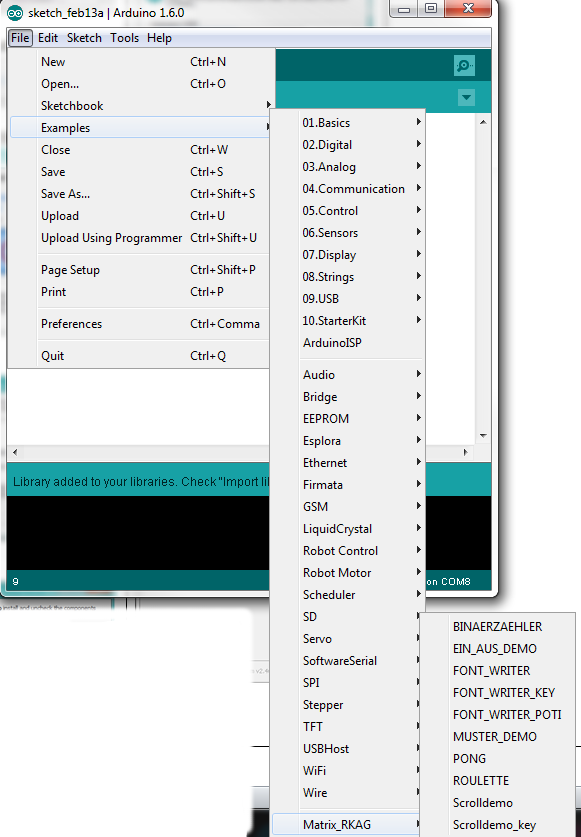 sketch_feb13a | Arduino 1.6.0
File Edit Sketch Tools Help
New Ctrl+N
Open... Ctrl+O
Sketchbook
Examples
Close Ctrl+W
Save Ctrl+S
Save As... Ctrl+Shift+S
Upload Ctrl+U
Upload Using Programmer Ctrl+Shift+U
Page Setup Ctrl+Shift+P
Print Ctrl+P
Preferences Ctrl+Comma
Quit Ctrl+Q
01.Basics
02.Digital
03.Analog
04.Communication
05.Control
06.Sensors
07.Display
08.Strings
09.USB
10.StarterKit
ArduinoISP
Audio
Bridge
EEPROM
Esplora
Ethernet
Firmata
GSM
LiquidCrystal
Robot Control
Robot Motor
Scheduler
SD
Servo
SoftwareSerial
SPI
Stepper
TFT
USBHost
WiFi
Wire
Matrix_RKAG
BINAERZAEHLER
EIN_AUS_DEMO
FONT_WRITER
FONT_WRITER_KEY
FONT_WRITER_POTI
MUSTER_DEMO
PONG
ROULETTE
Scrolldemo
Scrolldemo_key
Library added to your libraries. Check "Import li
9 on COM8
install and uncheck the components